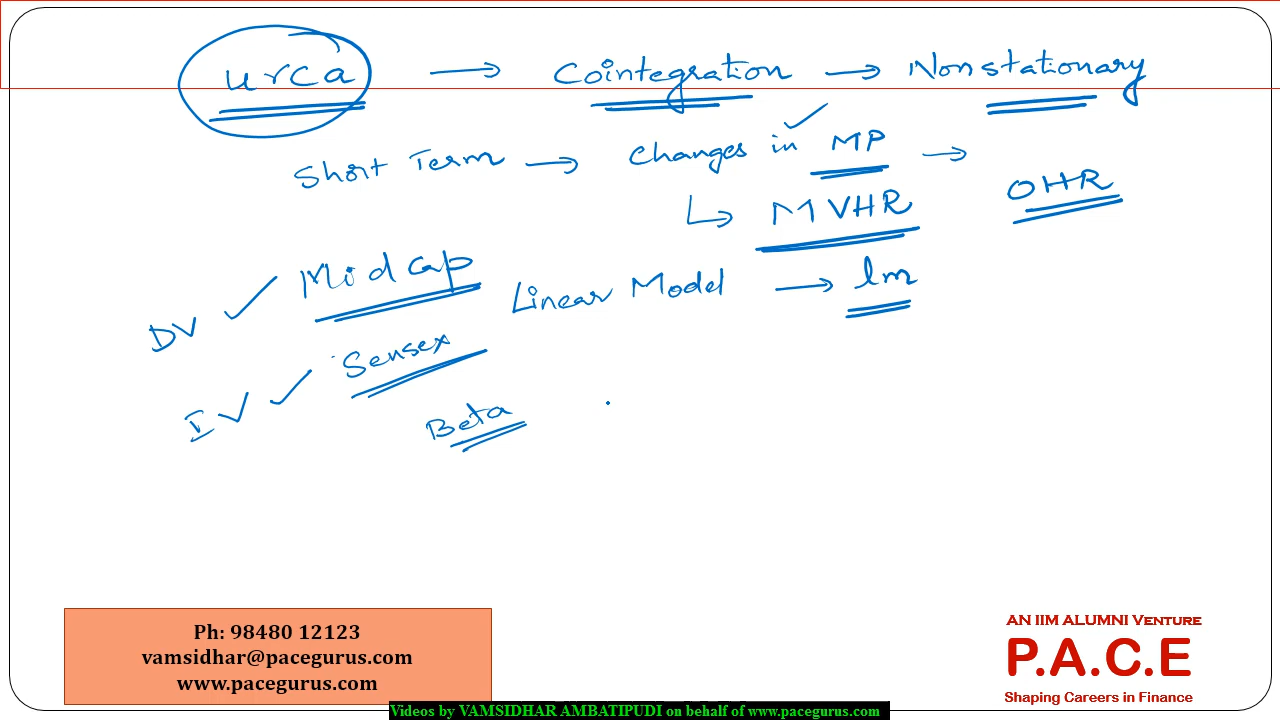 urca → Cointegration → Nonstationary
Short Term → Changes in MP →
↳ MVHR OHR
DV ✓ Midcap Linear Model → lm
IV ✓ Sensex
Beta
Ph: 98480 12123
vamsidhar@pacegurus.com
www.pacegurus.com
AN IIM ALUMNI VENTURE
P.A.C.E
Shaping Careers in Finance
Videos by VAMSIDHAR AMBATIPUDI on behalf of www.pacegurus.com